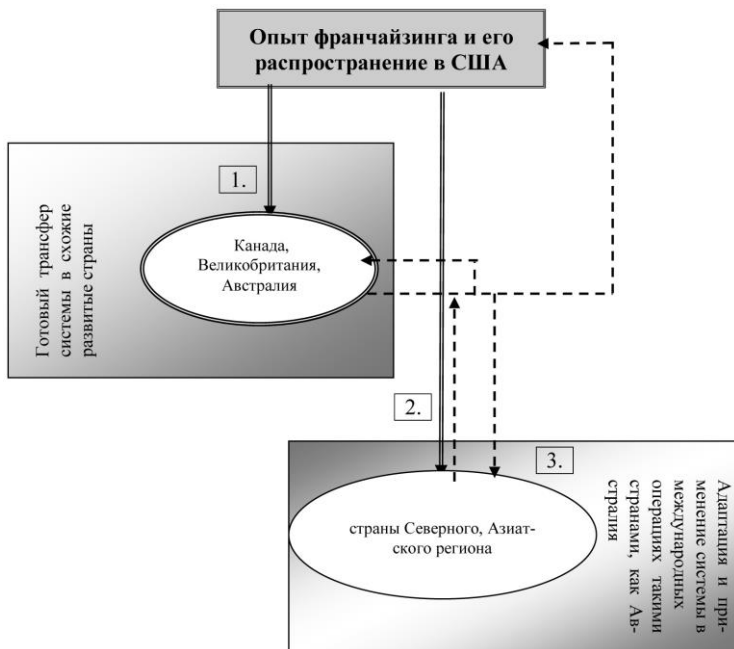 Опыт франчайзинга и его
распространение в США
1.
Готовый трансфер
системы в схожие
развитые страны
Канада,
Великобритания,
Австралия
2.
3.
страны Северного, Азиат-
ского региона
Адаптация и при-
менение системы в
международных
операциях такими
странами, как Ав-
стралия